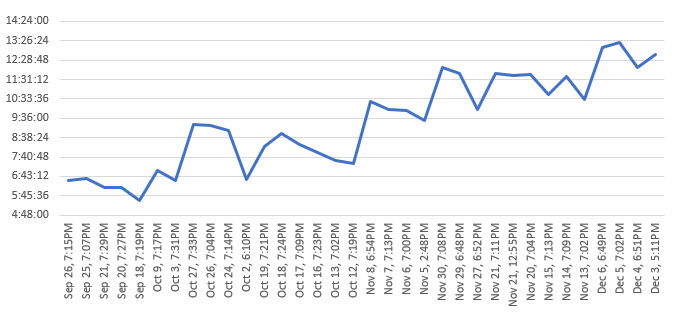 14:24:00
13:26:24
12:28:48
11:31:12
10:33:36
9:36:00
8:38:24
7:40:48
6:43:12
5:45:36
4:48:00
Sep 26, 7:15PM
Sep 25, 7:07PM
Sep 21, 7:29PM
Sep 20, 7:27PM
Sep 18, 7:19PM
Oct 9, 7:17PM
Oct 3, 7:31PM
Oct 27, 7:33PM
Oct 26, 7:04PM
Oct 24, 7:14PM
Oct 2, 6:10PM
Oct 19, 7:21PM
Oct 18, 7:24PM
Oct 17, 7:09PM
Oct 16, 7:23PM
Oct 13, 7:02PM
Oct 12, 7:19PM
Nov 8, 6:54PM
Nov 7, 7:13PM
Nov 6, 7:00PM
Nov 5, 2:48PM
Nov 30, 7:08PM
Nov 29, 6:48PM
Nov 27, 6:52PM
Nov 21, 7:11PM
Nov 21, 12:55PM
Nov 20, 7:04PM
Nov 15, 7:13PM
Nov 14, 7:09PM
Nov 13, 7:02PM
Dec 6, 6:49PM
Dec 5, 7:02PM
Dec 4, 6:51PM
Dec 3, 5:11PM